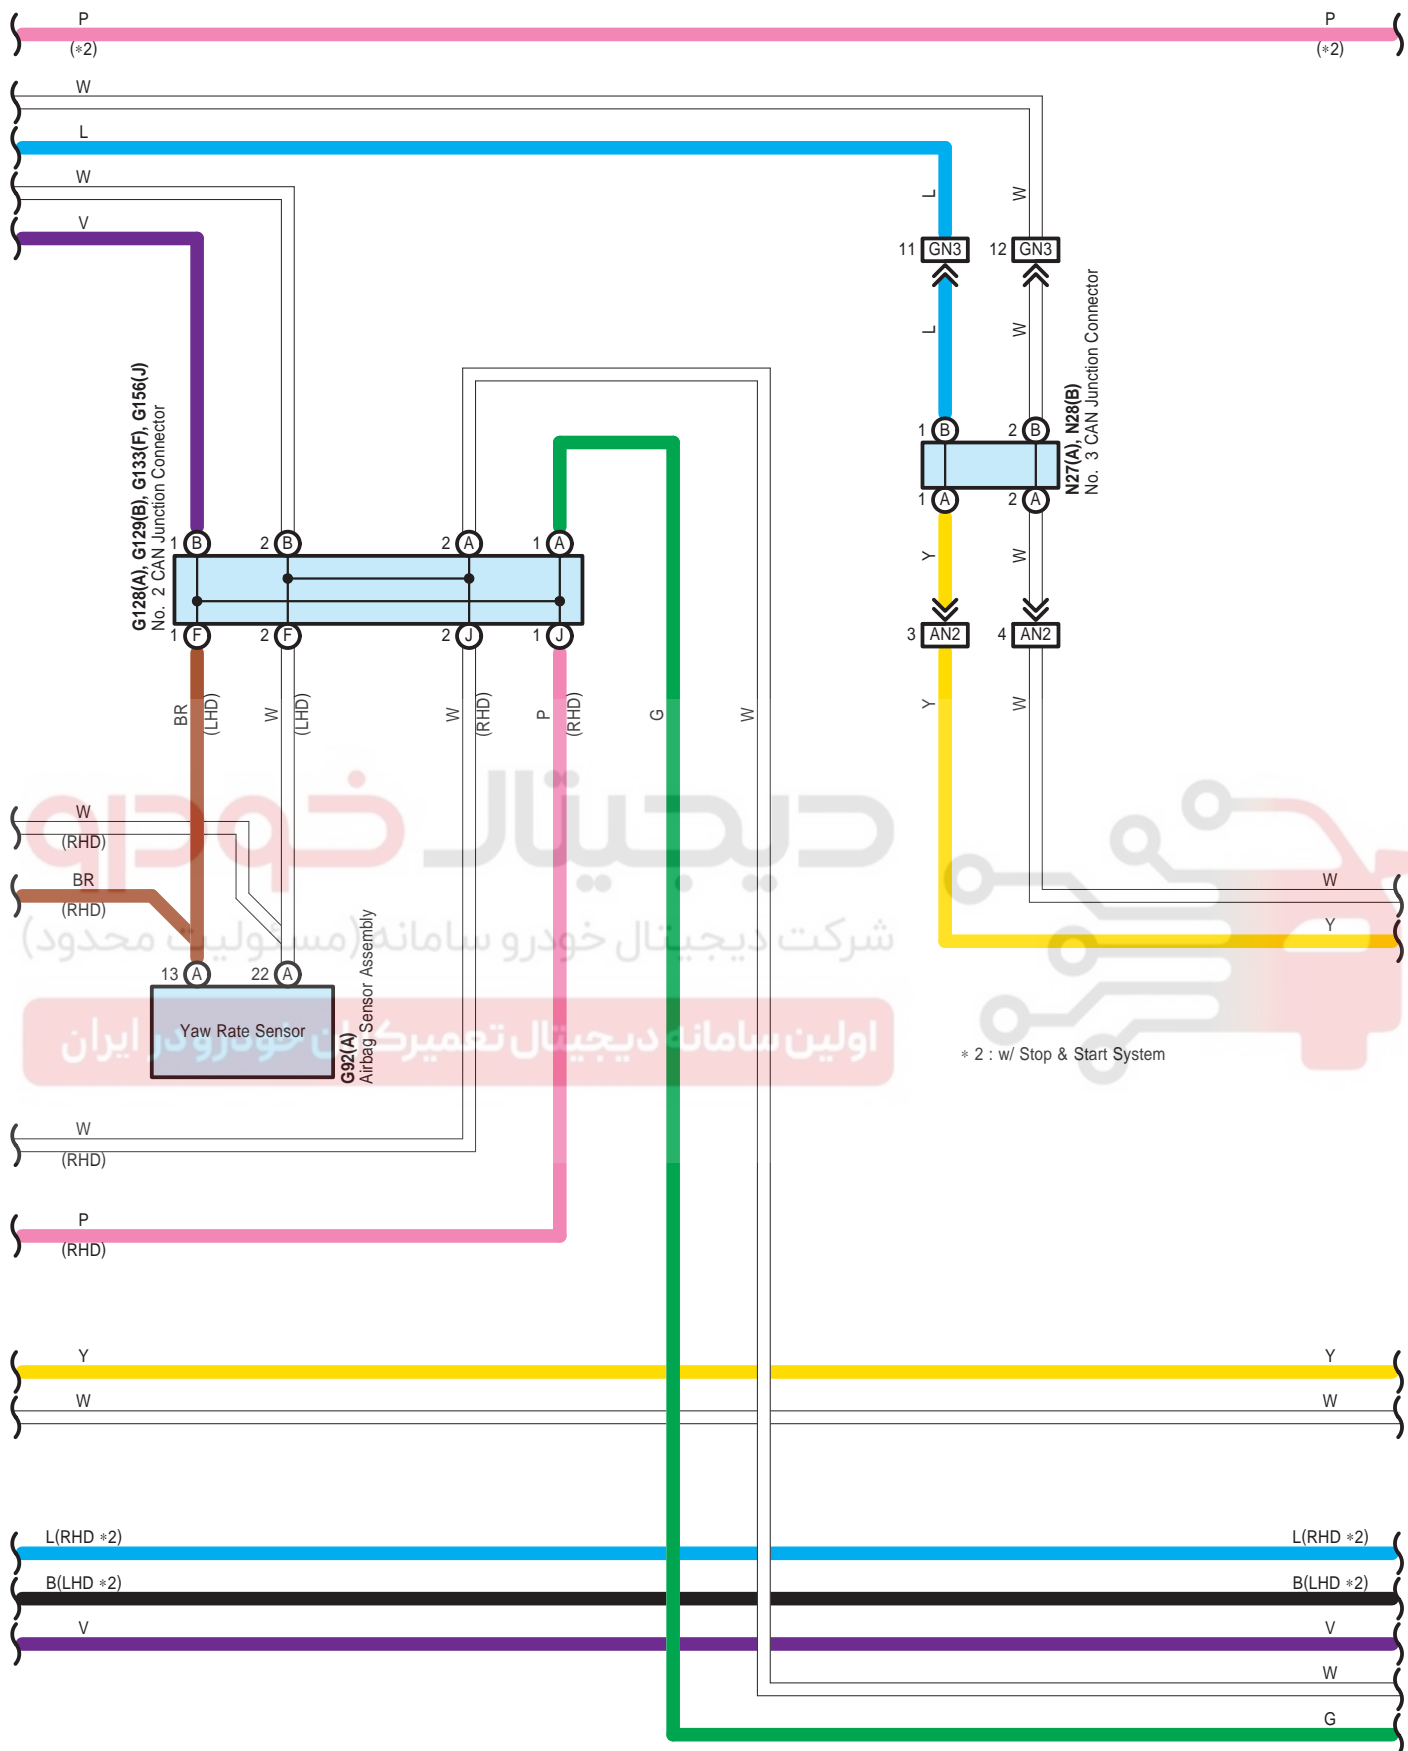 P P
(*2) (*2)
W
L
W
V
L W
11 GN3 12 GN3
L W
G128(A), G129(B), G133(F), G156(J)
No. 2 CAN Junction Connector
N27(A), N28(B)
No. 3 CAN Junction Connector
1 B 2 B
1 A 2 A
1 B 2 B 2 A 1 A
1 F 2 F 2 J 1 J
Y W
3 AN2 4 AN2
BR (LHD) W (LHD) W (RHD) P (RHD) G W Y W
دیجیتال خودرو
W
(RHD)
BR
(RHD)
W
Y
شرکت دیجیتال خودرو سامانه (مسئولیت محدود)
13 A 22 A
Yaw Rate Sensor
G92(A)
Airbag Sensor Assembly
اولین سامانه دیجیتال تعمیرکاران خودرو در ایران
* 2 : w/ Stop & Start System
W
(RHD)
P
(RHD)
Y Y
W W
L(RHD *2) L(RHD *2)
B(LHD *2) B(LHD *2)
V V
W
G